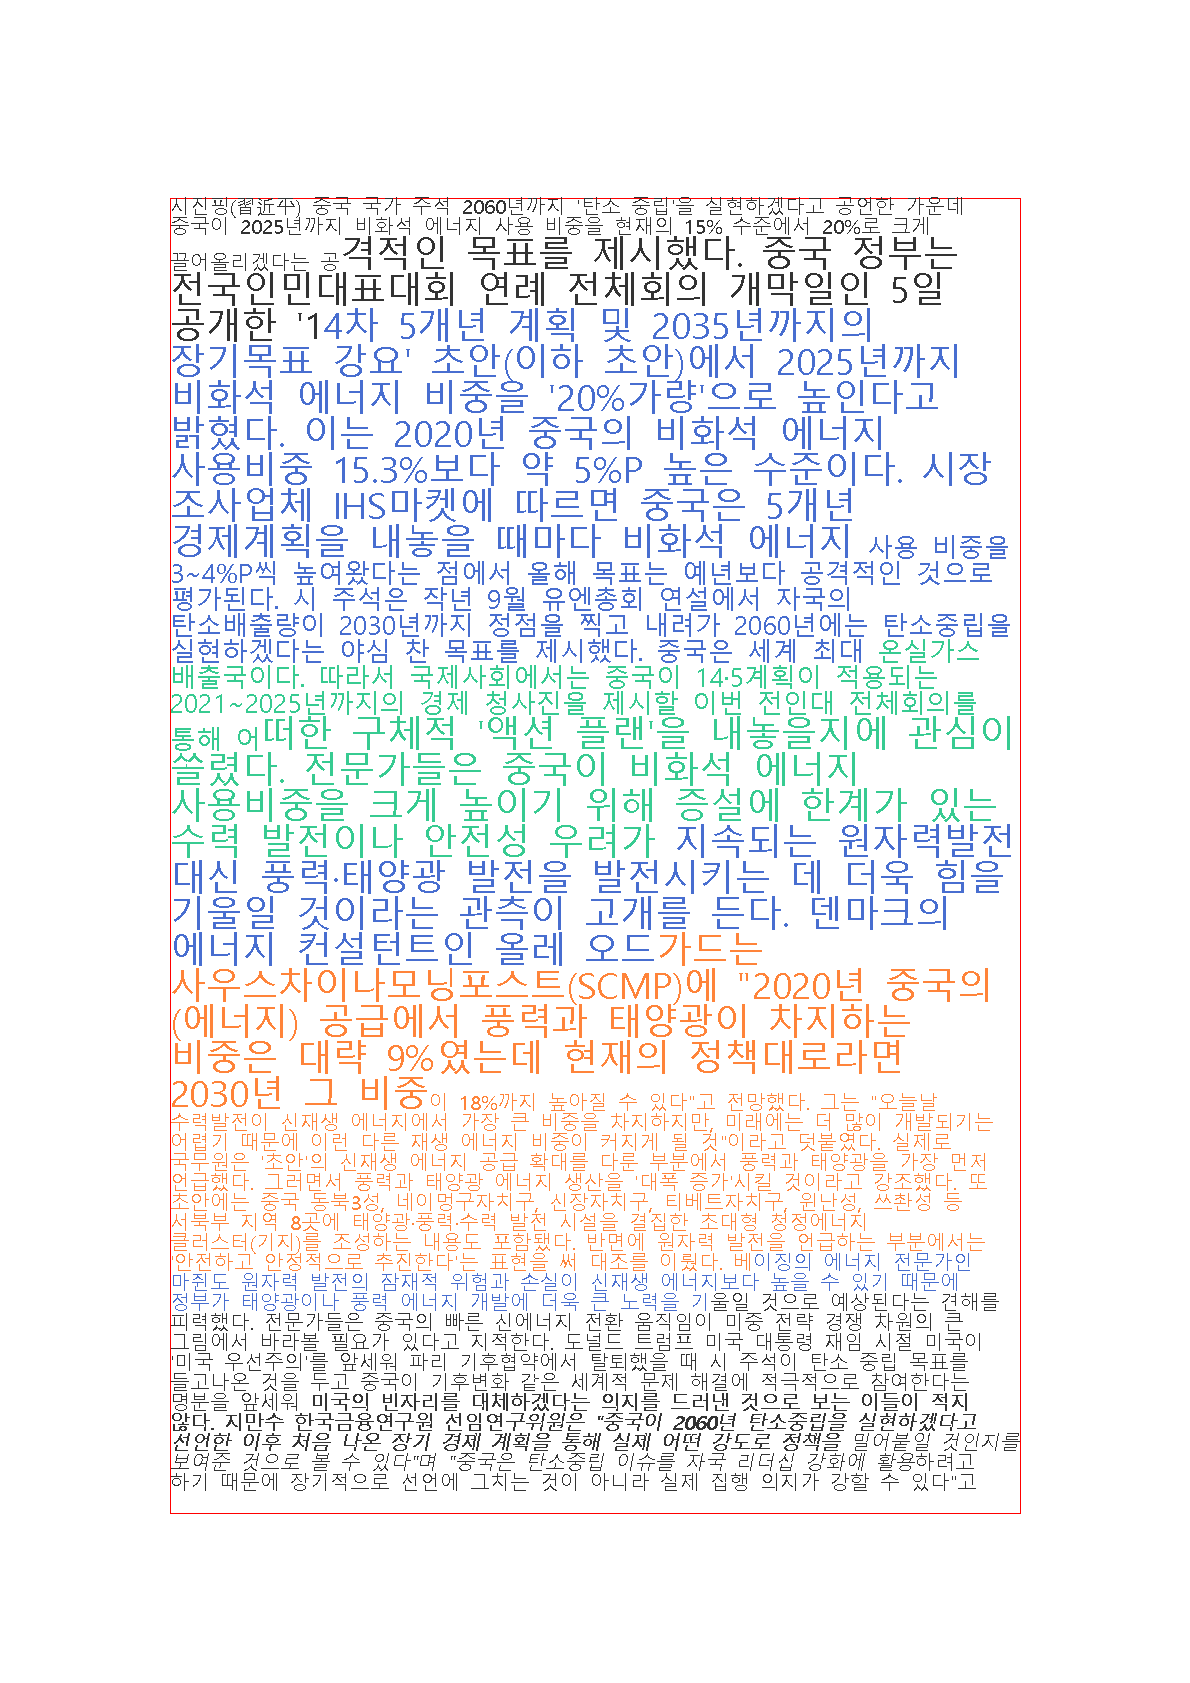 시진핑(習近平) 중국 국가 주석 2060년까지 '탄소 중립'을 실현하겠다고 공언한 가운데
중국이 2025년까지 비화석 에너지 사용 비중을 현재의 15% 수준에서 20%로 크게
끌어올리겠다는 공격적인 목표를 제시했다. 중국 정부는
전국인민대표대회 연례 전체회의 개막일인 5일
공개한 '14차 5개년 계획 및 2035년까지의
장기목표 강요' 초안(이하 초안)에서 2025년까지
비화석 에너지 비중을 '20%가량'으로 높인다고
밝혔다. 이는 2020년 중국의 비화석 에너지
사용비중 15.3%보다 약 5%P 높은 수준이다. 시장
조사업체 IHS마켓에 따르면 중국은 5개년
경제계획을 내놓을 때마다 비화석 에너지 사용 비중을
3~4%P씩 높여왔다는 점에서 올해 목표는 예년보다 공격적인 것으로
평가된다. 시 주석은 작년 9월 유엔총회 연설에서 자국의
탄소배출량이 2030년까지 정점을 찍고 내려가 2060년에는 탄소중립을
실현하겠다는 야심 찬 목표를 제시했다. 중국은 세계 최대 온실가스
배출국이다. 따라서 국제사회에서는 중국이 14·5계획이 적용되는
2021~2025년까지의 경제 청사진을 제시할 이번 전인대 전체회의를
통해 어떠한 구체적 '액션 플랜'을 내놓을지에 관심이
쏠렸다. 전문가들은 중국이 비화석 에너지
사용비중을 크게 높이기 위해 증설에 한계가 있는
수력 발전이나 안전성 우려가 지속되는 원자력발전
대신 풍력·태양광 발전을 발전시키는 데 더욱 힘을
기울일 것이라는 관측이 고개를 든다. 덴마크의
에너지 컨설턴트인 올레 오드가드는
사우스차이나모닝포스트(SCMP)에 "2020년 중국의
(에너지) 공급에서 풍력과 태양광이 차지하는
비중은 대략 9%였는데 현재의 정책대로라면
2030년 그 비중이 18%까지 높아질 수 있다"고 전망했다. 그는 "오늘날
수력발전이 신재생 에너지에서 가장 큰 비중을 차지하지만, 미래에는 더 많이 개발되기는
어렵기 때문에 이런 다른 재생 에너지 비중이 커지게 될 것"이라고 덧붙였다. 실제로
국무원은 '초안'의 신재생 에너지 공급 확대를 다룬 부분에서 풍력과 태양광을 가장 먼저
언급했다. 그러면서 풍력과 태양광 에너지 생산을 '대폭 증가'시킬 것이라고 강조했다. 또
초안에는 중국 동북3성, 네이멍구자치구, 신장자치구, 티베트자치구, 윈난성, 쓰촨성 등
서북부 지역 8곳에 태양광·풍력·수력 발전 시설을 결집한 초대형 청정에너지
클러스터(기지)를 조성하는 내용도 포함됐다. 반면에 원자력 발전을 언급하는 부분에서는
'안전하고 안정적으로 추진한다'는 표현을 써 대조를 이뤘다. 베이징의 에너지 전문가인
마쥔도 원자력 발전의 잠재적 위험과 손실이 신재생 에너지보다 높을 수 있기 때문에
정부가 태양광이나 풍력 에너지 개발에 더욱 큰 노력을 기울일 것으로 예상된다는 견해를
피력했다. 전문가들은 중국의 빠른 신에너지 전환 움직임이 미중 전략 경쟁 차원의 큰
그림에서 바라볼 필요가 있다고 지적한다. 도널드 트럼프 미국 대통령 재임 시절 미국이
'미국 우선주의'를 앞세워 파리 기후협약에서 탈퇴했을 때 시 주석이 탄소 중립 목표를
들고나온 것을 두고 중국이 기후변화 같은 세계적 문제 해결에 적극적으로 참여한다는
명분을 앞세워 미국의 빈자리를 대체하겠다는 의지를 드러낸 것으로 보는 이들이 적지
않다. 지만수 한국금융연구원 선임연구위원은 "중국이 2060년 탄소중립을 실현하겠다고
선언한 이후 처음 나온 장기 경제 계획을 통해 실제 어떤 강도로 정책을 밀어붙일 것인지를
보여준 것으로 볼 수 있다"며 "중국은 탄소중립 이슈를 자국 리더십 강화에 활용하려고
하기 때문에 장기적으로 선언에 그치는 것이 아니라 실제 집행 의지가 강할 수 있다"고